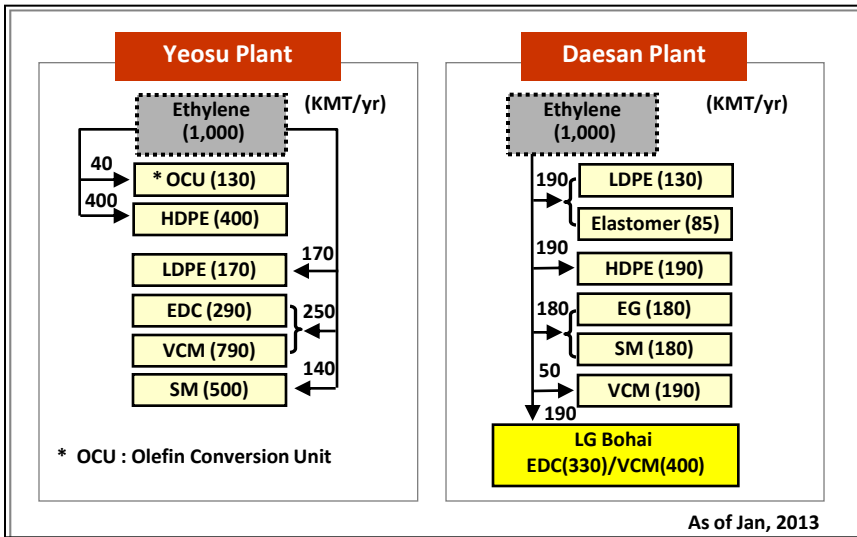 Yeosu Plant
Ethylene
(1,000)
(KMT/yr)
40
* OCU (130)
400
HDPE (400)
170
LDPE (170)
EDC (290)
250
VCM (790)
140
SM (500)
* OCU : Olefin Conversion Unit
Daesan Plant
Ethylene
(1,000)
(KMT/yr)
190
LDPE (130)
Elastomer (85)
190
HDPE (190)
180
EG (180)
SM (180)
50
VCM (190)
190
LG Bohai
EDC(330)/VCM(400)
As of Jan, 2013